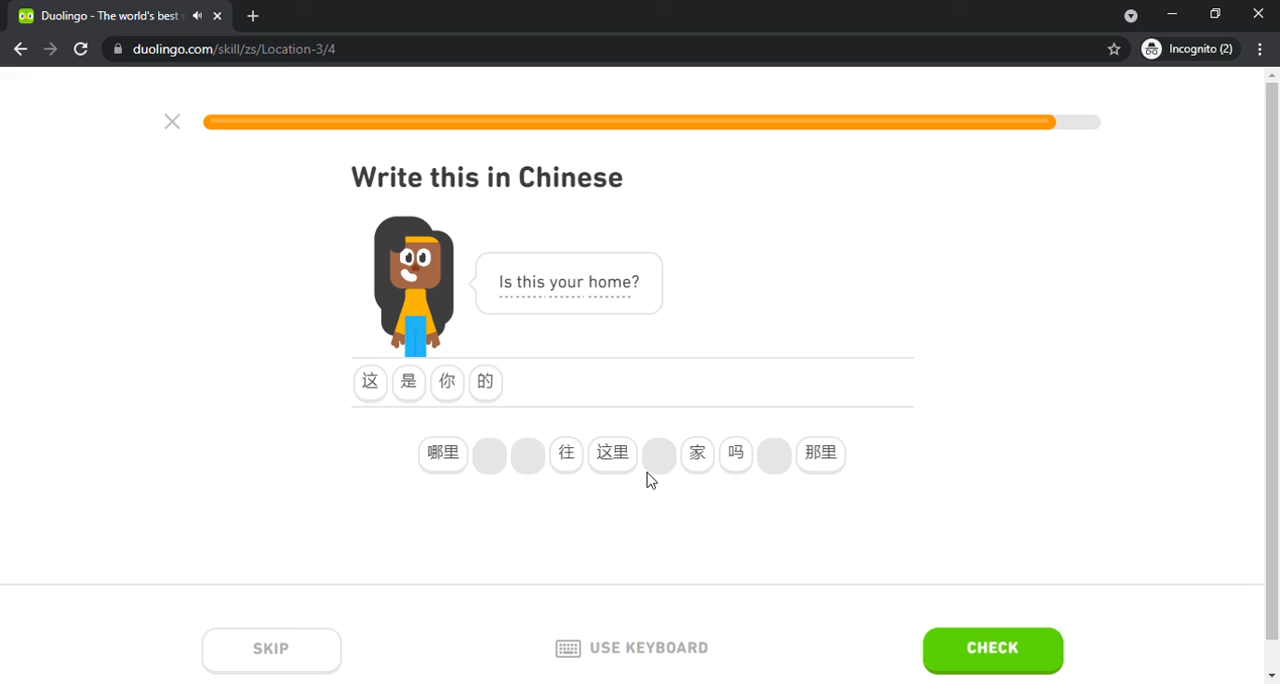 Duolingo - The world's best
duolingo.com/skill/zs/Location-3/4
Incognito (2)
Write this in Chinese
Is this your home?
这 是 你 的
哪里 往 这里 家 吗 那里
SKIP
USE KEYBOARD
CHECK